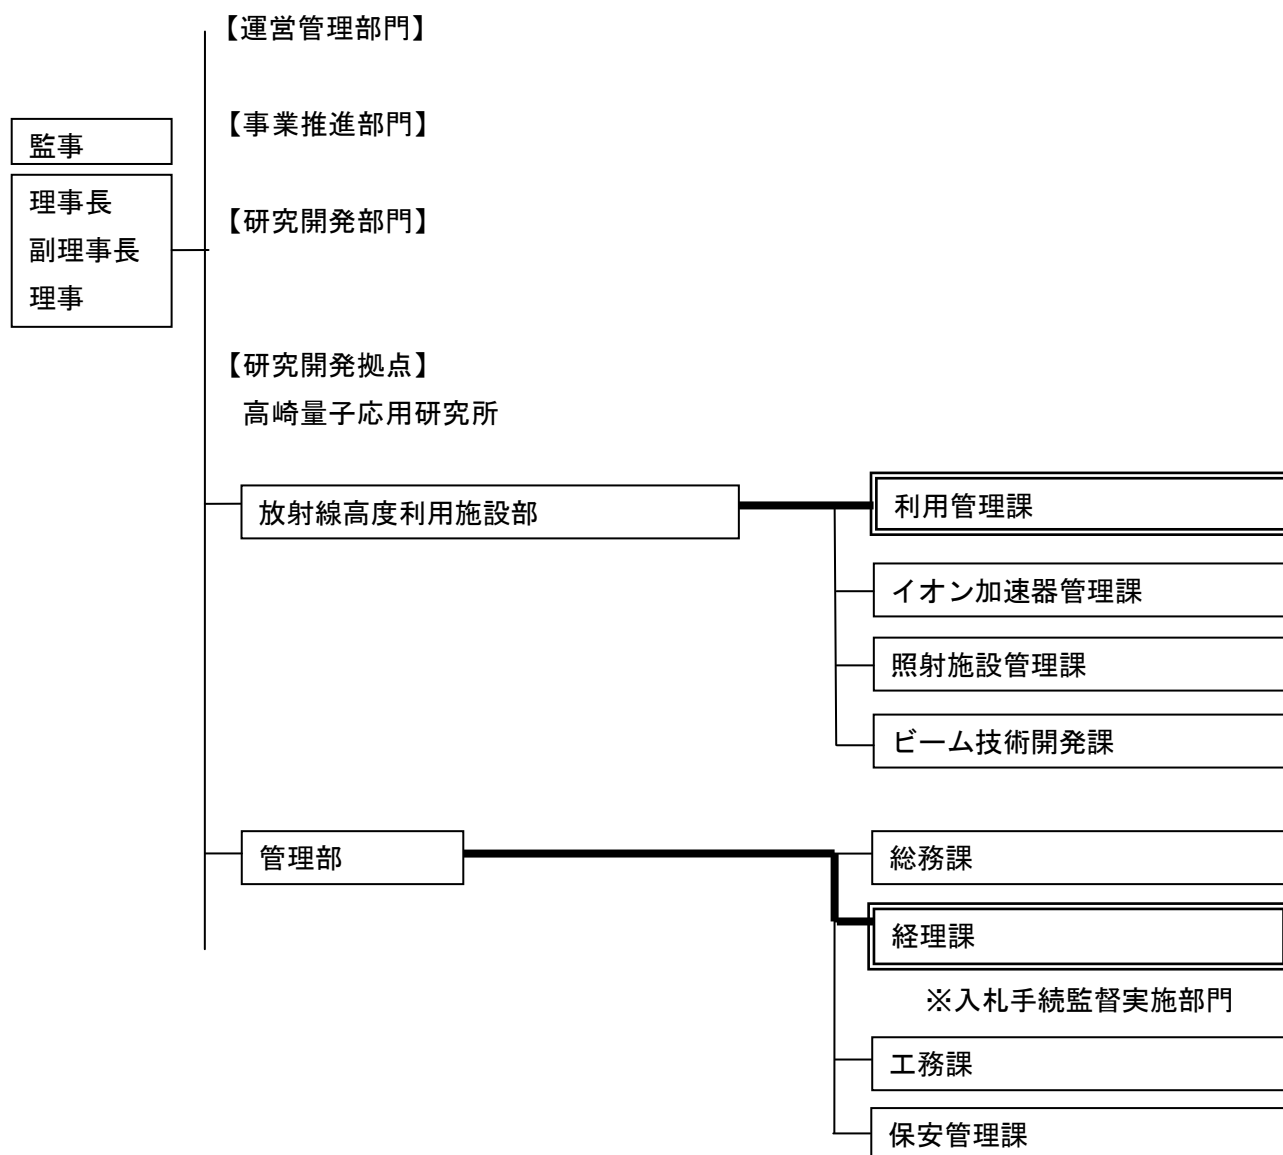 【運営管理部門】
【事業推進部門】
監事
理事長
副理事長
理事
【研究開発部門】
【研究開発拠点】
高崎量子応用研究所
放射線高度利用施設部
利用管理課
イオン加速器管理課
照射施設管理課
ビーム技術開発課
管理部
総務課
経理課
※入札手続監督実施部門
工務課
保安管理課